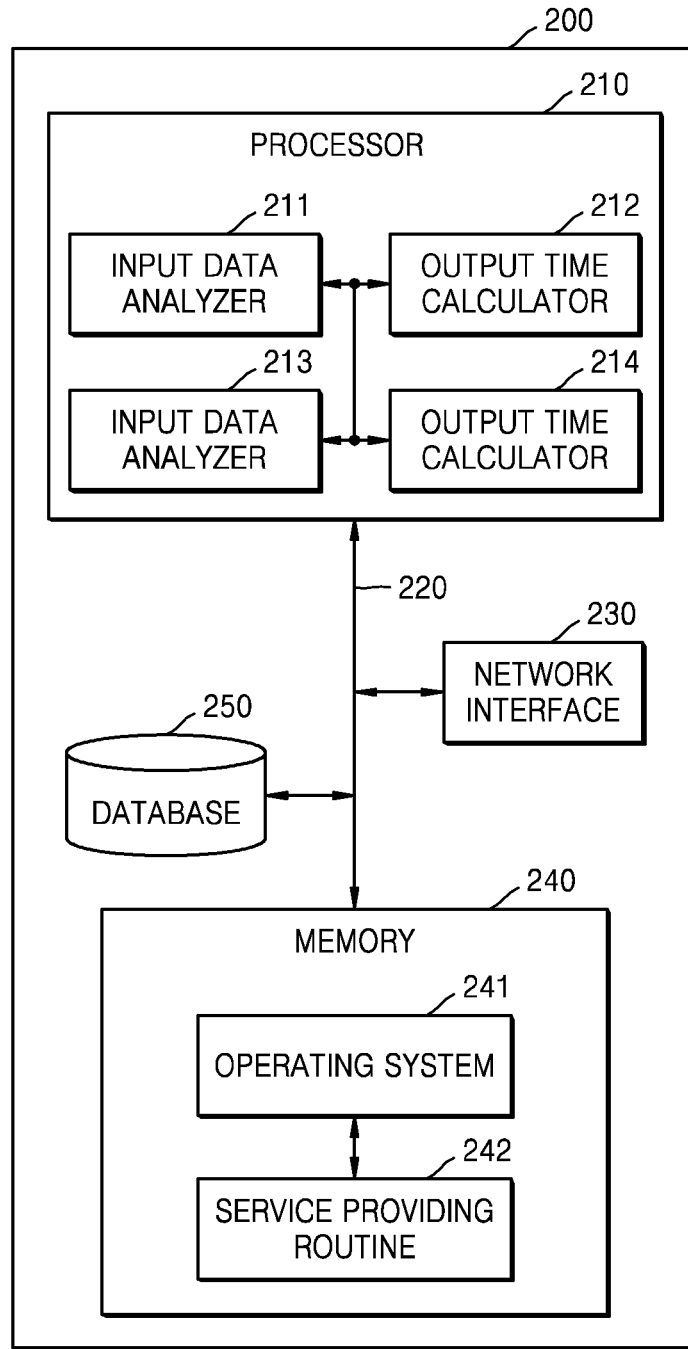 200
210
PROCESSOR
211
INPUT DATA
ANALYZER
212
OUTPUT TIME
CALCULATOR
213
INPUT DATA
ANALYZER
214
OUTPUT TIME
CALCULATOR
220
230
NETWORK
INTERFACE
250
DATABASE
240
MEMORY
241
OPERATING SYSTEM
242
SERVICE PROVIDING
ROUTINE